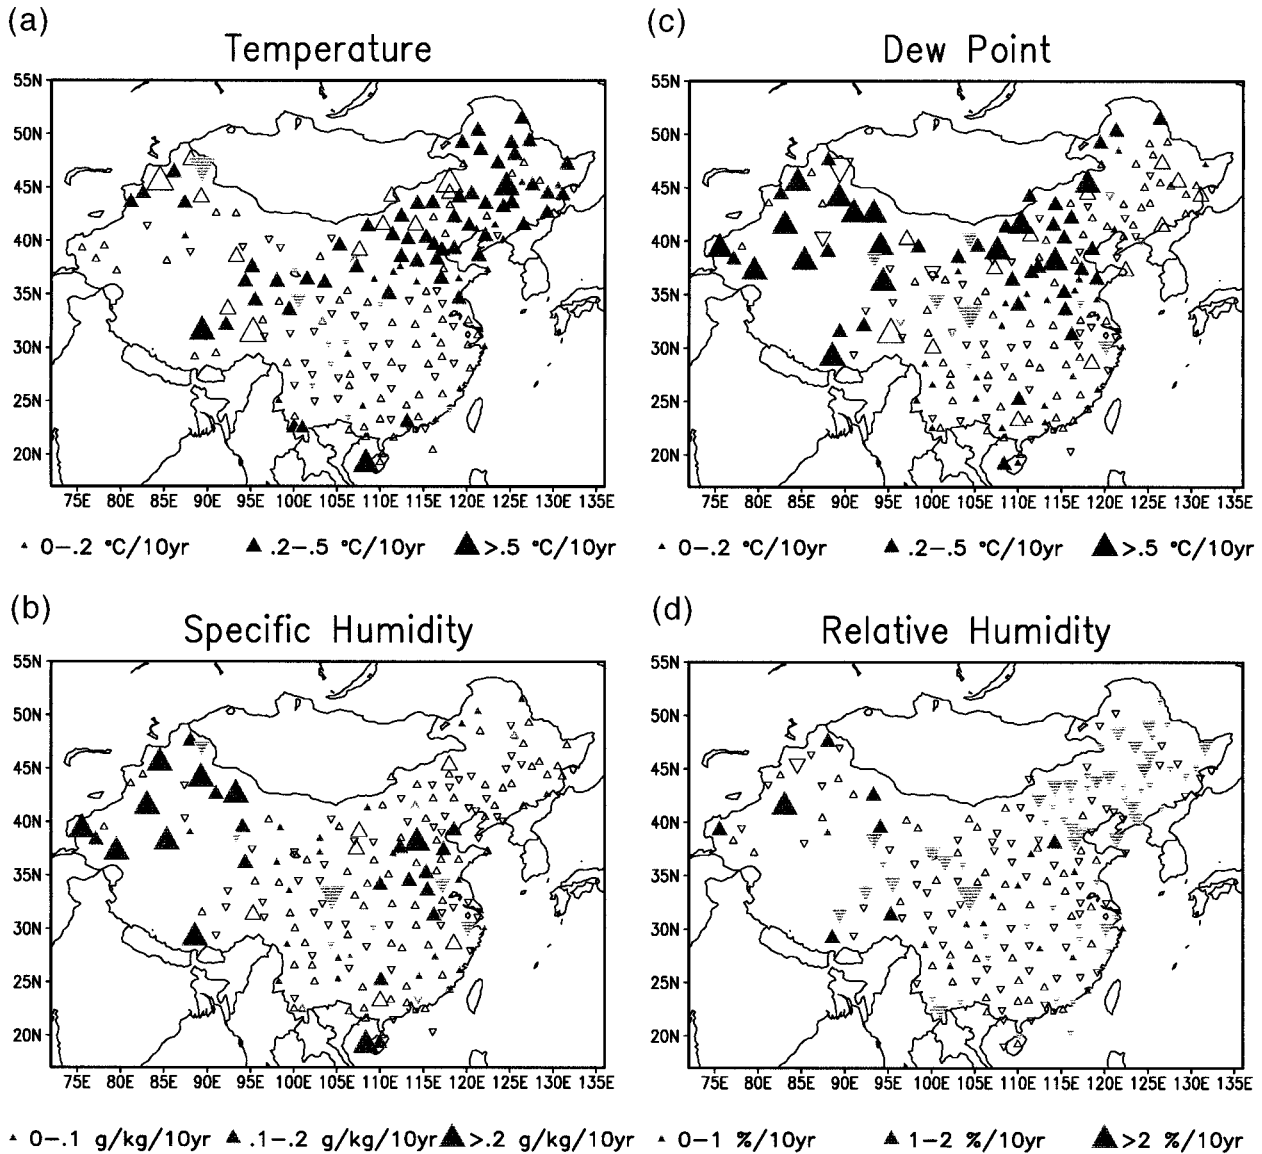 (a)
Temperature
55N
50N
45N
40N
35N
30N
25N
20N
75E 80E 85E 90E 95E 100E 105E 110E 115E 120E 125E 130E 135E
0-.2 °C/10yr .2-.5 °C/10yr >.5 °C/10yr
(c)
Dew Point
55N
50N
45N
40N
35N
30N
25N
20N
75E 80E 85E 90E 95E 100E 105E 110E 115E 120E 125E 130E 135E
0-.2 °C/10yr .2-.5 °C/10yr >.5 °C/10yr
(b)
Specific Humidity
55N
50N
45N
40N
35N
30N
25N
20N
75E 80E 85E 90E 95E 100E 105E 110E 115E 120E 125E 130E 135E
0-.1 g/kg/10yr .1-.2 g/kg/10yr >.2 g/kg/10yr
(d)
Relative Humidity
55N
50N
45N
40N
35N
30N
25N
20N
75E 80E 85E 90E 95E 100E 105E 110E 115E 120E 125E 130E 135E
0-1 %/10yr 1-2 %/10yr >2 %/10yr